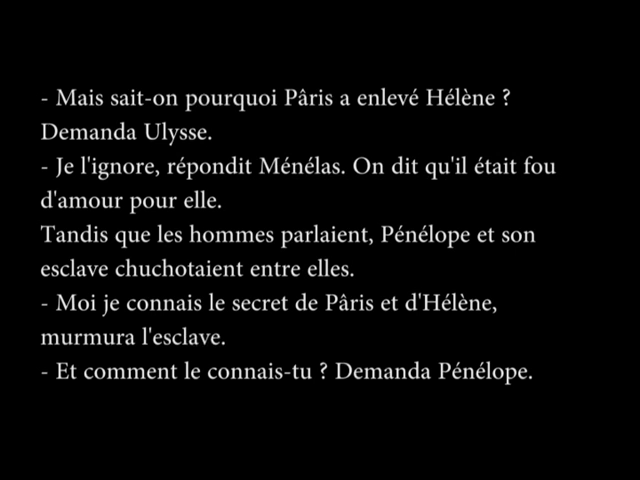 - Mais sait-on pourquoi Pâris a enlevé Hélène ?
Demanda Ulysse.
- Je l'ignore, répondit Ménélas. On dit qu'il était fou
d'amour pour elle.
Tandis que les hommes parlaient, Pénélope et son
esclave chuchotaient entre elles.
- Moi je connais le secret de Pâris et d'Hélène,
murmura l'esclave.
- Et comment le connais-tu ? Demanda Pénélope.